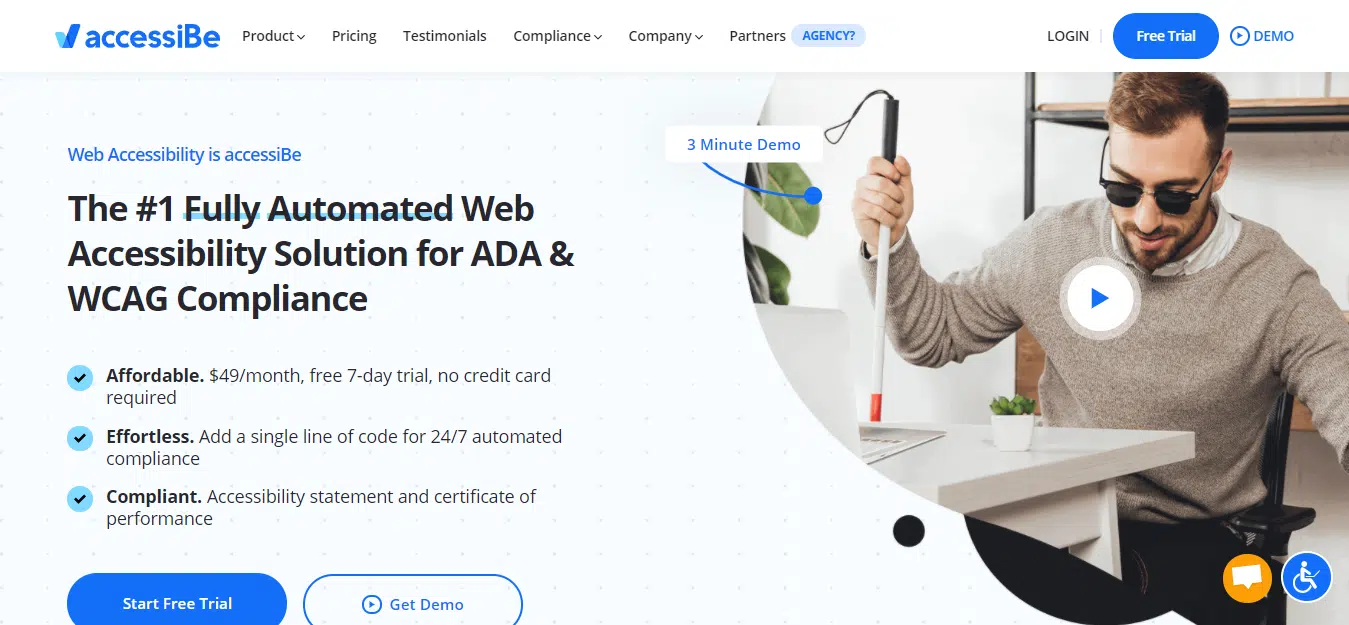 accessiBe
Product
Pricing
Testimonials
Compliance
Company
Partners
AGENCY?
LOGIN
Free Trial
DEMO
Web Accessibility is accessiBe
3 Minute Demo
The #1 Fully Automated Web
Accessibility Solution for ADA &
WCAG Compliance
Affordable. $49/month, free 7-day trial, no credit card
required
Effortless. Add a single line of code for 24/7 automated
compliance
Compliant. Accessibility statement and certificate of
performance
Start Free Trial
Get Demo